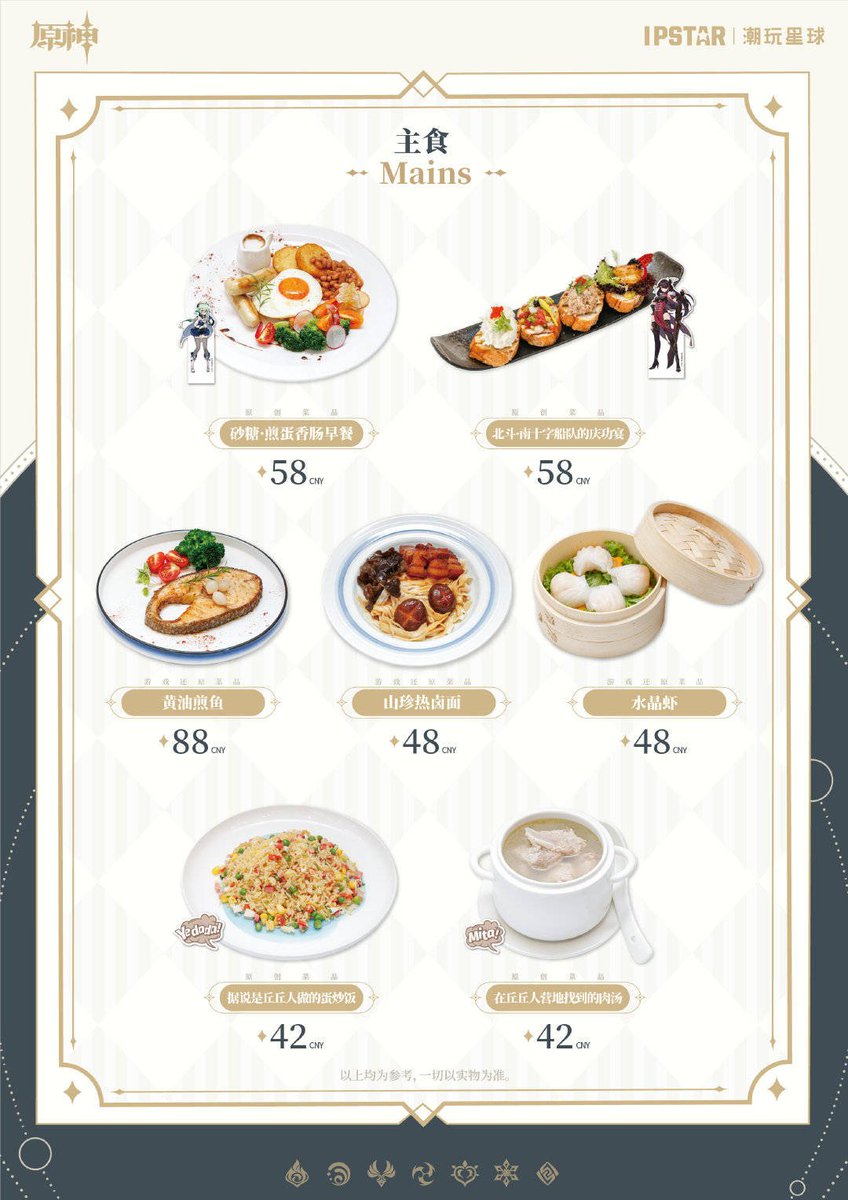 原神
IPSTAR | 潮玩星球
主食
Mains
原创菜品
原创菜品
砂糖·煎蛋香肠早餐
北斗·南十字船队的庆功宴
58 CNY
58 CNY
游戏还原菜品
游戏还原菜品
游戏还原菜品
黄油煎鱼
山珍热卤面
水晶虾
88 CNY
48 CNY
48 CNY
Ye dada!
Mita!
原创菜品
原创菜品
据说是丘丘人做的蛋炒饭
在丘丘人营地找到的肉汤
42 CNY
42 CNY
以上均为参考，一切以实物为准。